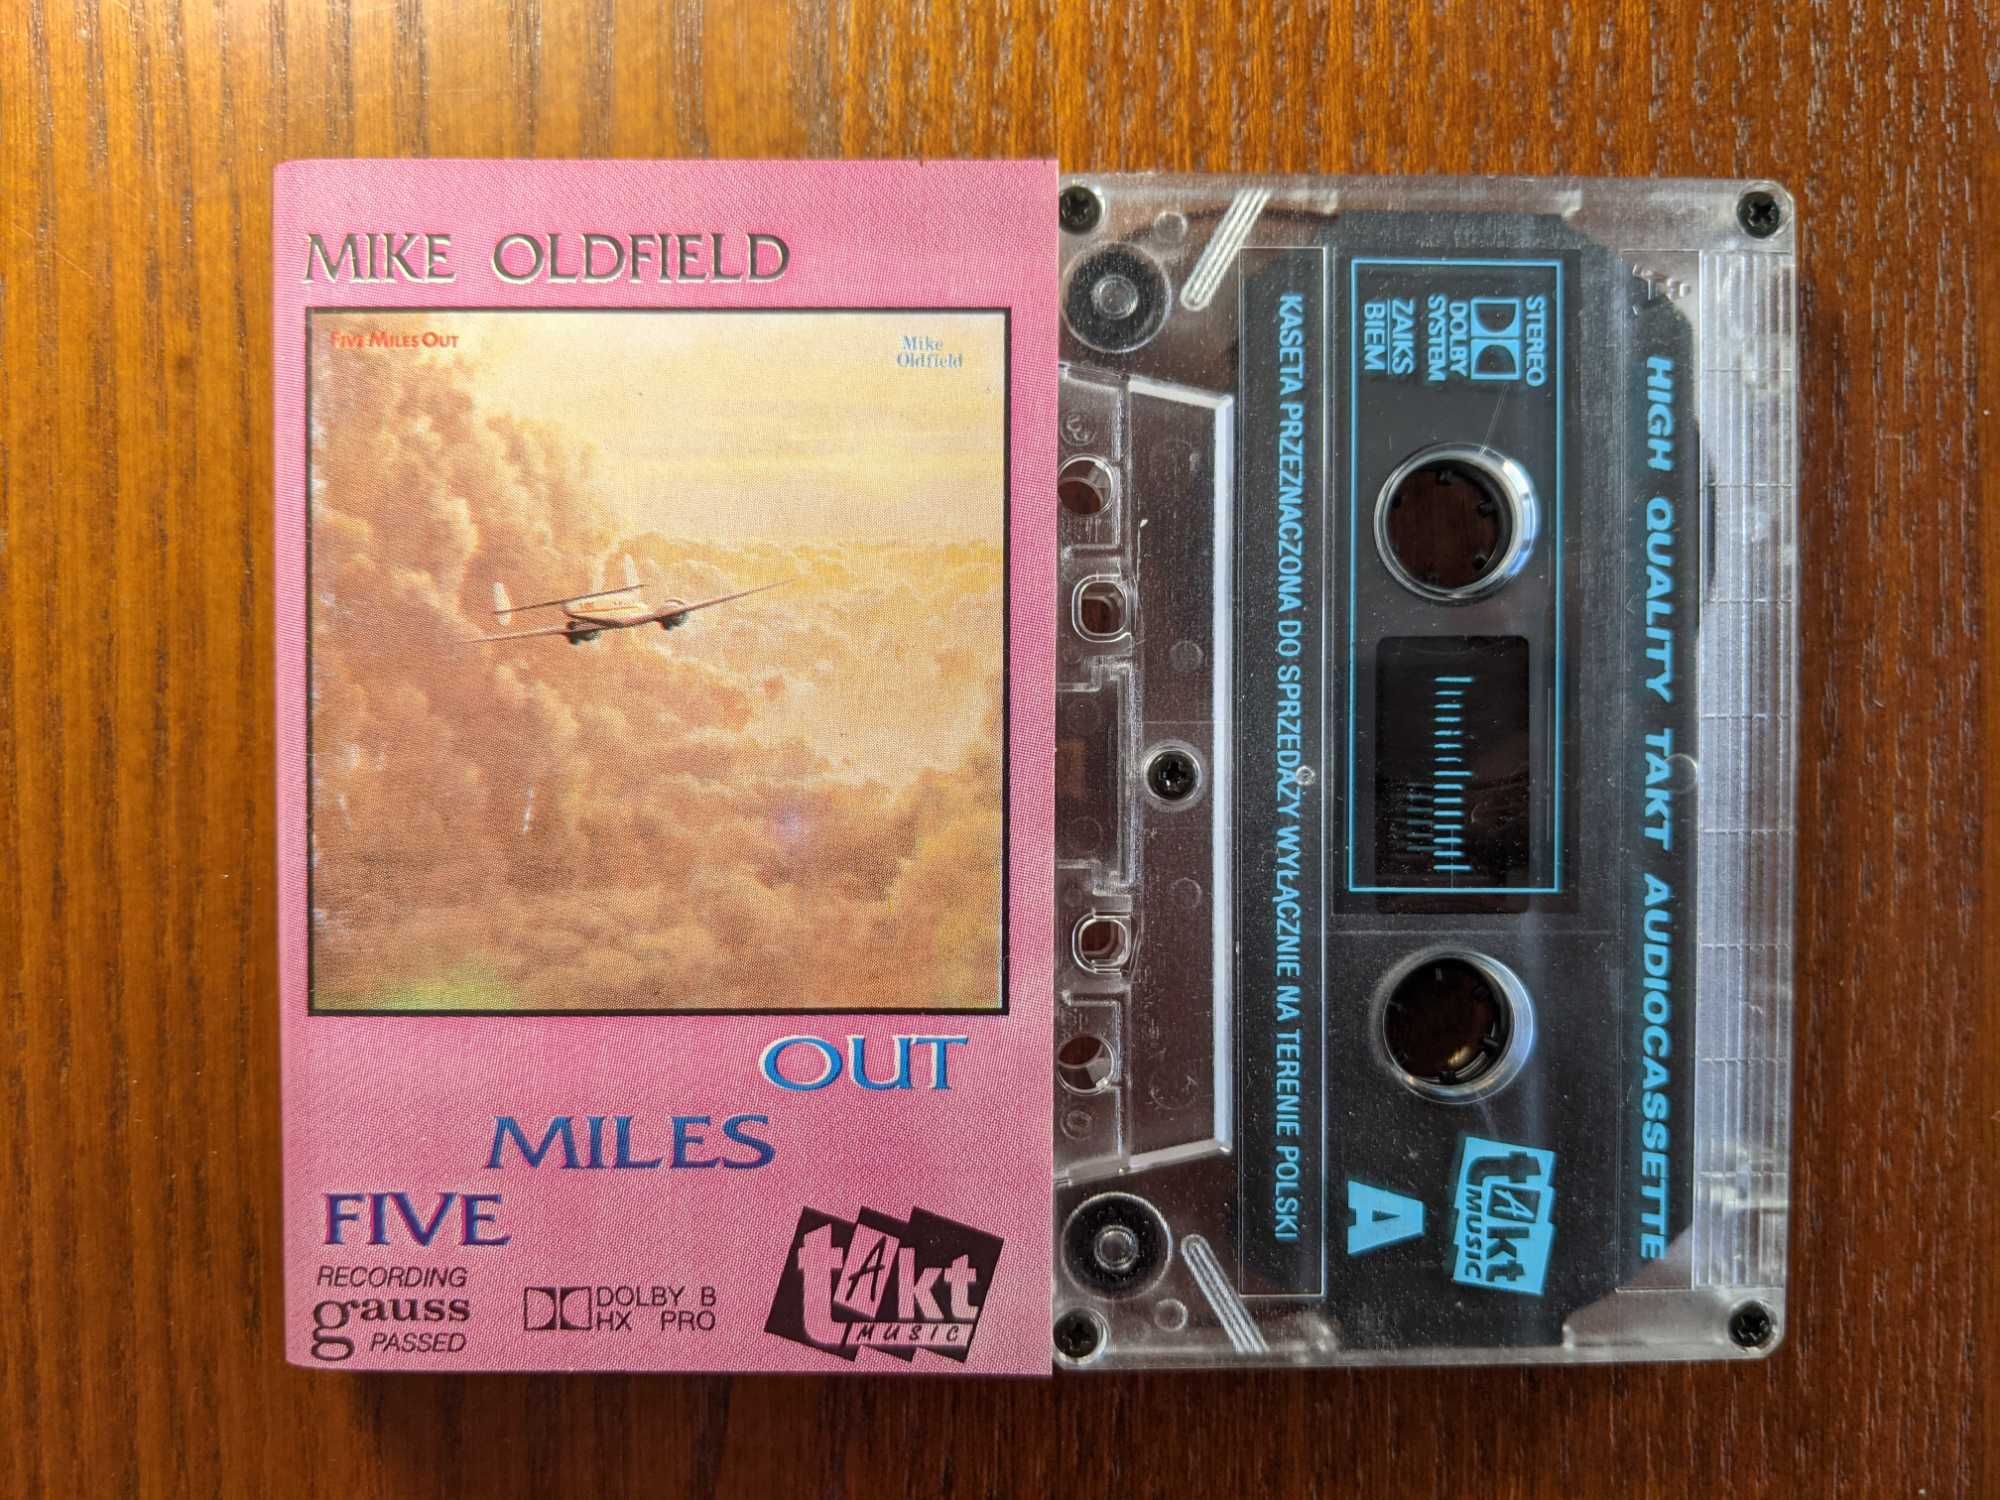 MIKE OLDFIELD
FIVE MILES OUT
Mike
Oldfield
OUT
MILES
FIVE
RECORDING
gauss
PASSED
DOLBY B
HX PRO
takt
MUSIC
HIGH QUALITY TAKT AUDIOCASSETTE
STEREO
DOLBY
SYSTEM
ZAIKS
BIEM
takt
MUSIC
A
KASETA PRZEZNACZONA DO SPRZEDAŻY WYŁĄCZNIE NA TERENIE POLSKI